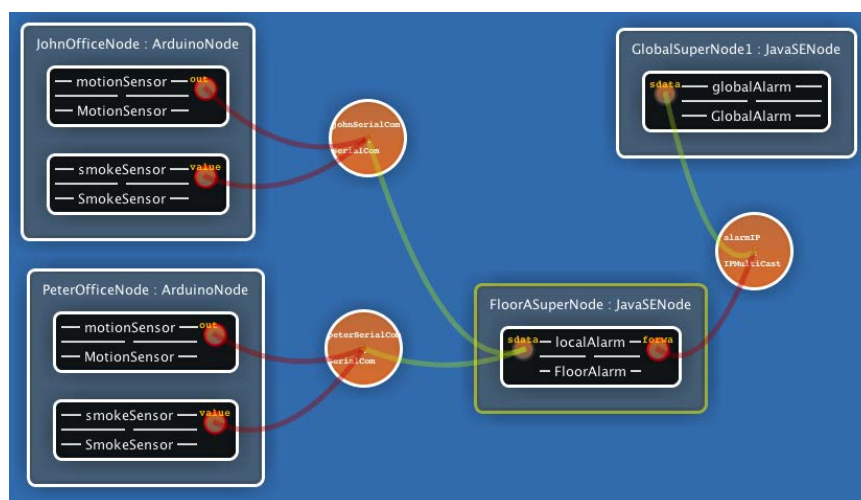 JohnOfficeNode : ArduinoNode
motionSensor
out
MotionSensor
smokeSensor
value
SmokeSensor
johnSerialCom
:
SerialCom
GlobalSuperNode1 : JavaSENode
sdata
globalAlarm
:
GlobalAlarm
alarmIP
:
IPMultiCast
PeterOfficeNode : ArduinoNode
motionSensor
out
MotionSensor
smokeSensor
value
SmokeSensor
peterSerialCom
:
SerialCom
FloorASuperNode : JavaSENode
sdata
localAlarm
forwa
:
FloorAlarm